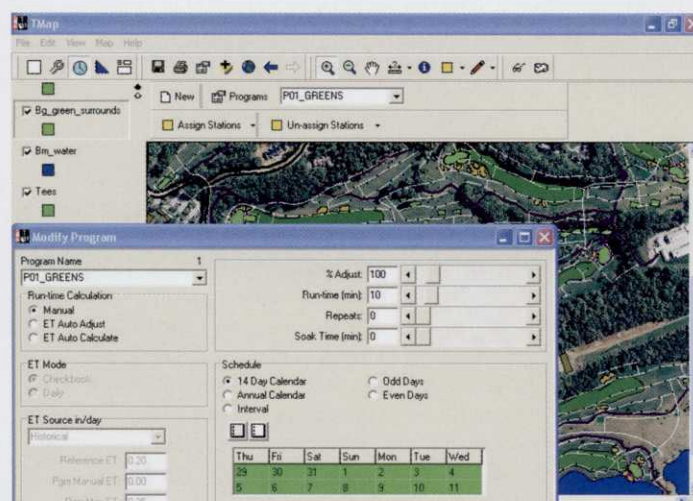 TMap
File Edit View Map Help
New Programs P01_GREENS
Bg_green_surrounds
Assign Stations Un-assign Stations
Bm_water
Tees
Modify Program
Program Name 1
P01_GREENS
% Adjust: 100
Run-time (min): 10
Repeats: 0
Soak Time (min): 0
Run-time Calculation
Manual
ET Auto Adjust
ET Auto Calculate
ET Mode
Checkbook
Daily
Schedule
14 Day Calendar Odd Days
Annual Calendar Even Days
Interval
ET Source in/day
Historical
Reference ET: 0.20
Pgm Manual ET: 0.00
Thu Fri Sat Sun Mon Tue Wed
29 30 31 1 2 3 4
5 6 7 8 9 10 11